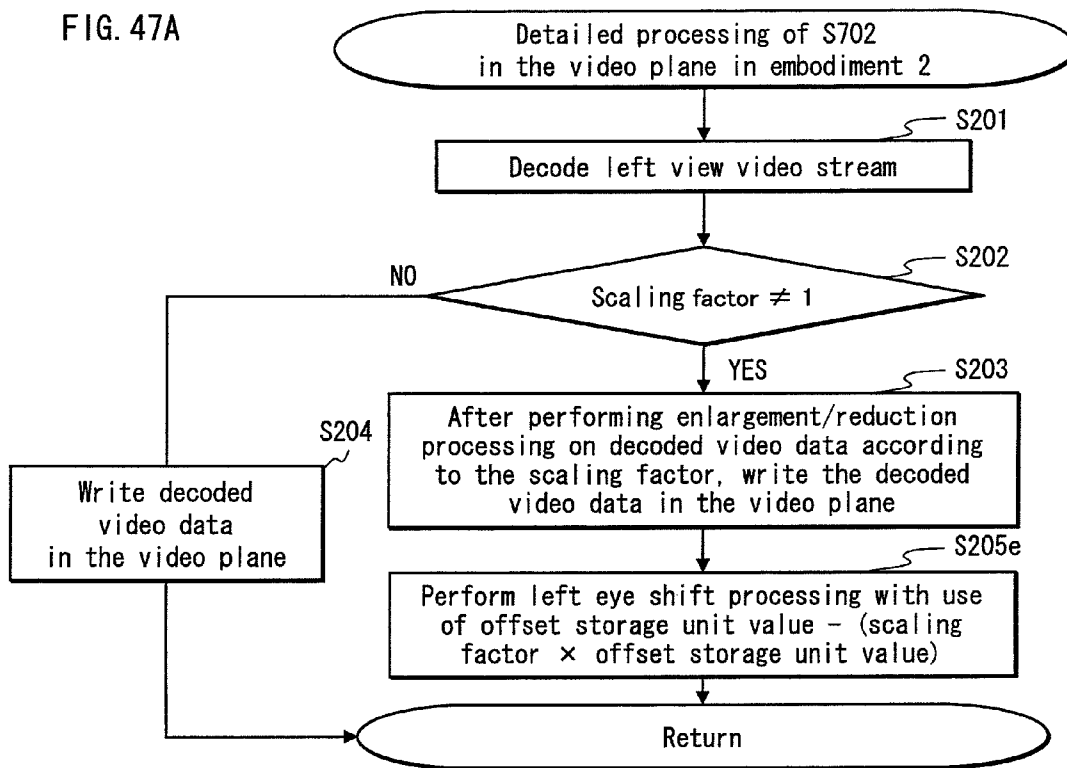 FIG. 47A
Detailed processing of S702
in the video plane in embodiment 2
S201
Decode left view video stream
S202
NO
Scaling factor ≠ 1
YES
S203
After performing enlargement/reduction
processing on decoded video data according
to the scaling factor, write the decoded
video data in the video plane
S204
Write decoded
video data
in the video plane
S205e
Perform left eye shift processing with use
of offset storage unit value - (scaling
factor × offset storage unit value)
Return